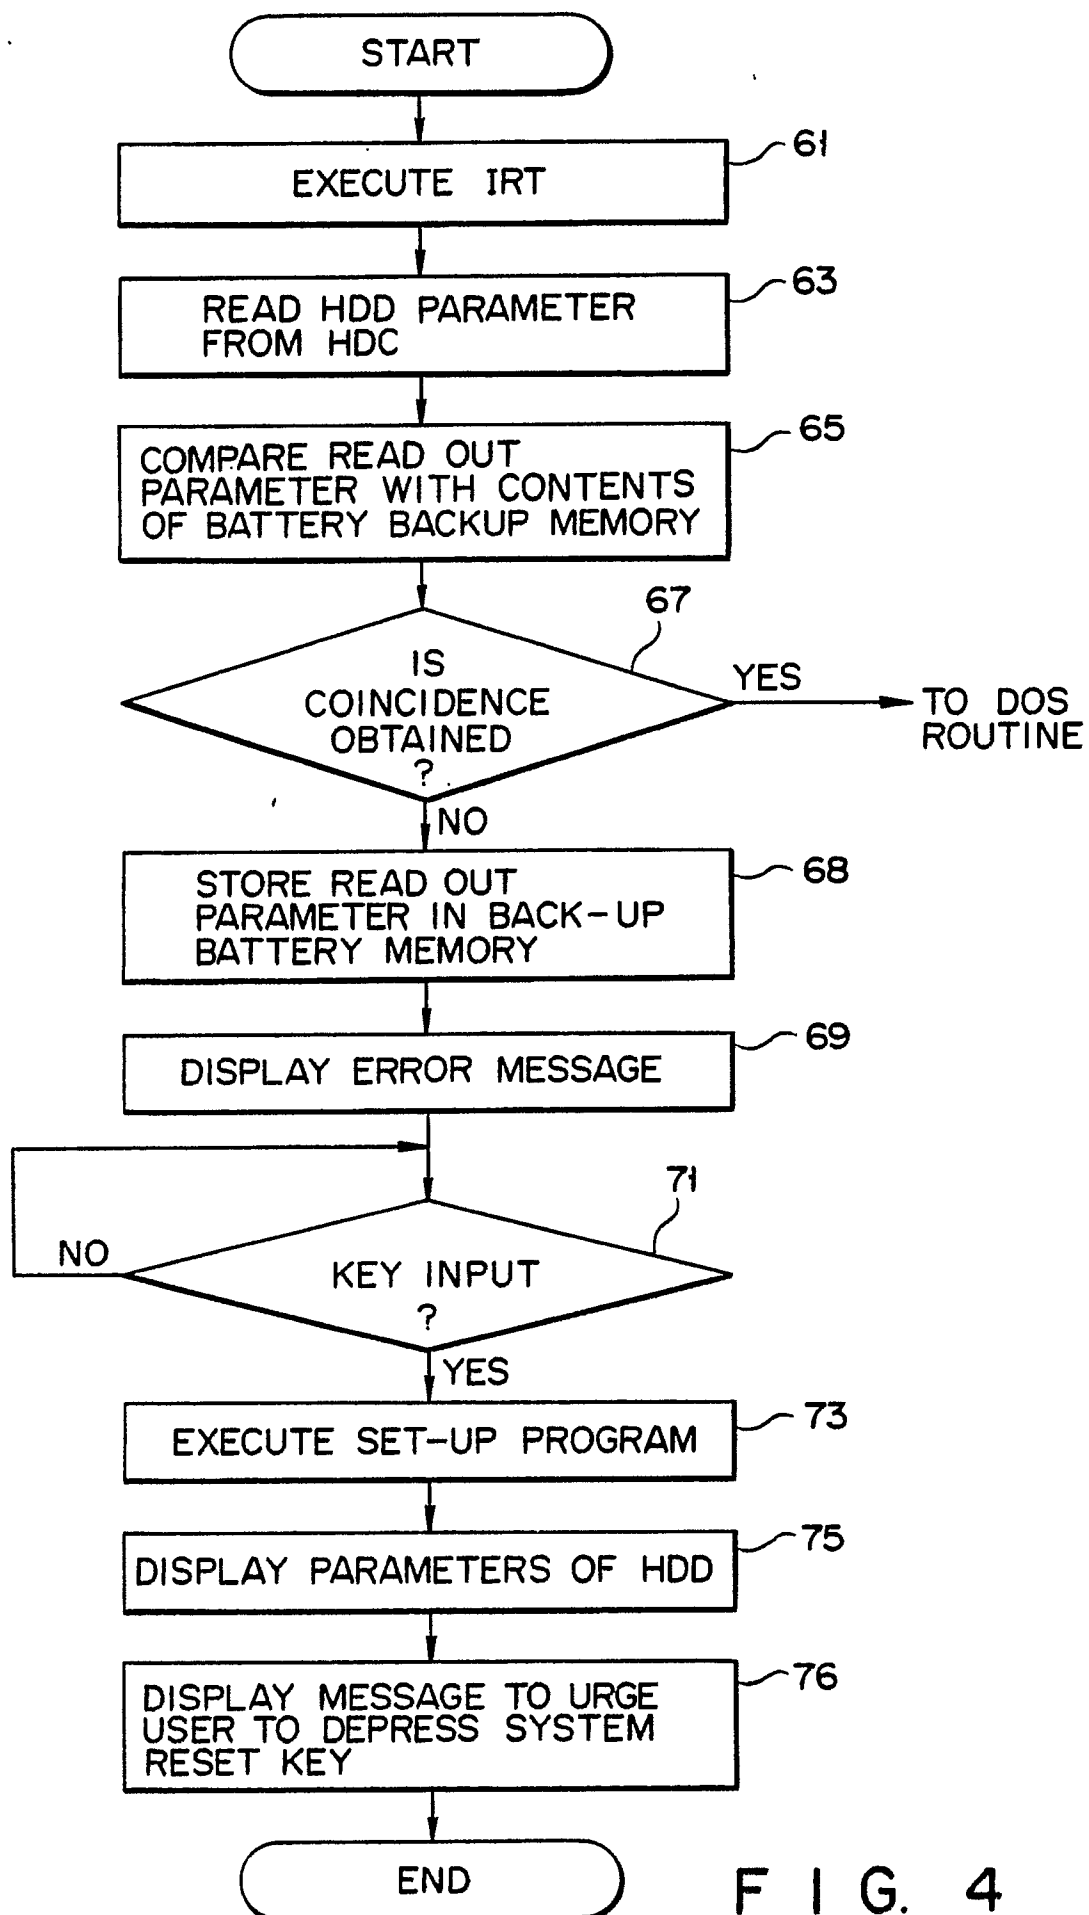 START
61
EXECUTE IRT
63
READ HDD PARAMETER
FROM HDC
65
COMPARE READ OUT
PARAMETER WITH CONTENTS
OF BATTERY BACKUP MEMORY
67
IS
COINCIDENCE
OBTAINED
?
YES
TO DOS
ROUTINE
NO
68
STORE READ OUT
PARAMETER IN BACK-UP
BATTERY MEMORY
69
DISPLAY ERROR MESSAGE
71
NO
KEY INPUT
?
YES
73
EXECUTE SET-UP PROGRAM
75
DISPLAY PARAMETERS OF HDD
76
DISPLAY MESSAGE TO URGE
USER TO DEPRESS SYSTEM
RESET KEY
END
FIG. 4